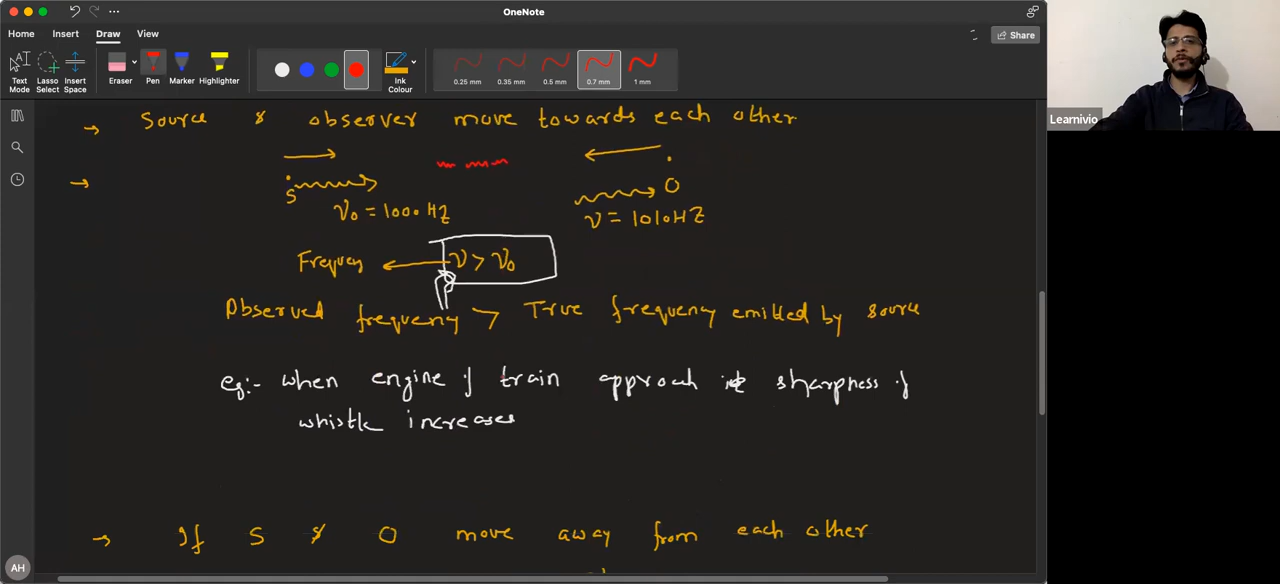 OneNote
Home Insert Draw View
Share
Text Mode Lasso Select Insert Space Eraser Pen Marker Highlighter Ink Colour 0.25 mm 0.35 mm 0.5 mm 0.7 mm 1 mm
Learnivio
→ Source & observer move towards each other
→ S O
ν₀ = 1000 HZ ν = 1010 HZ
Frequency ← ν > ν₀
Observed frequency > True frequency emitted by source
eg:- when engine of train approach sharpness of
whistle increases
→ If S & O move away from each other
AH